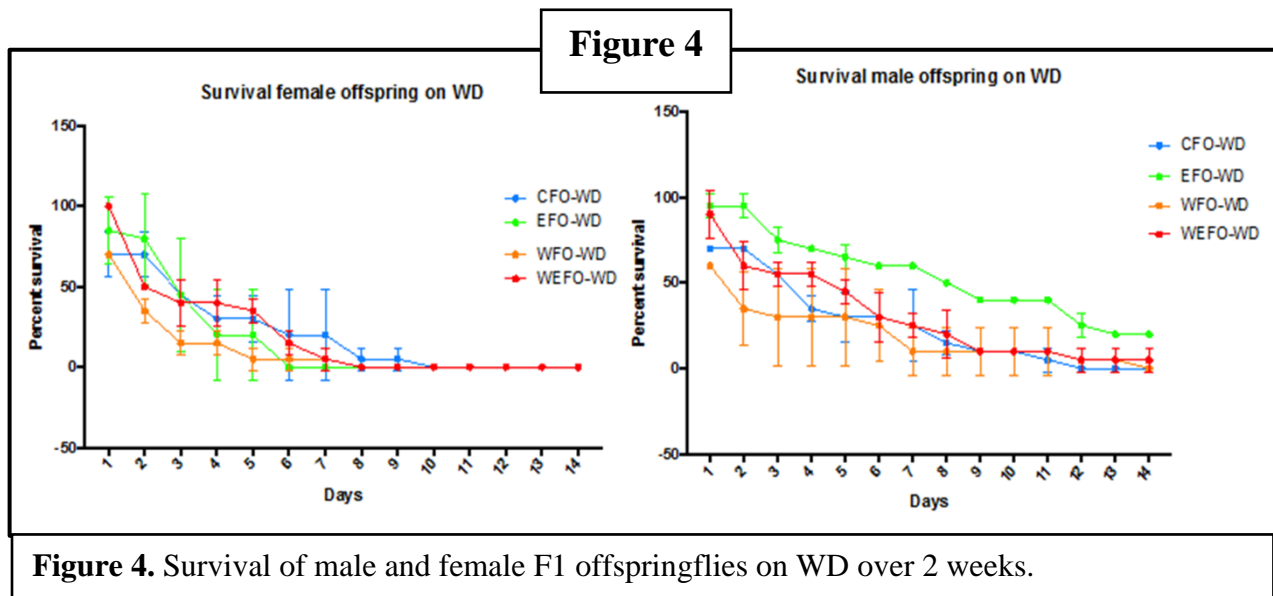 Figure 4
Survival female offspring on WD
150
100
50
0
-50
Percent survival
1 2 3 4 5 6 7 8 9 10 11 12 13 14
Days
CFO-WD
EFO-WD
WFO-WD
WEFO-WD
Survival male offspring on WD
150
100
50
0
-50
Percent survival
1 2 3 4 5 6 7 8 9 10 11 12 13 14
Days
CFO-WD
EFO-WD
WFO-WD
WEFO-WD
Figure 4. Survival of male and female F1 offspringflies on WD over 2 weeks.